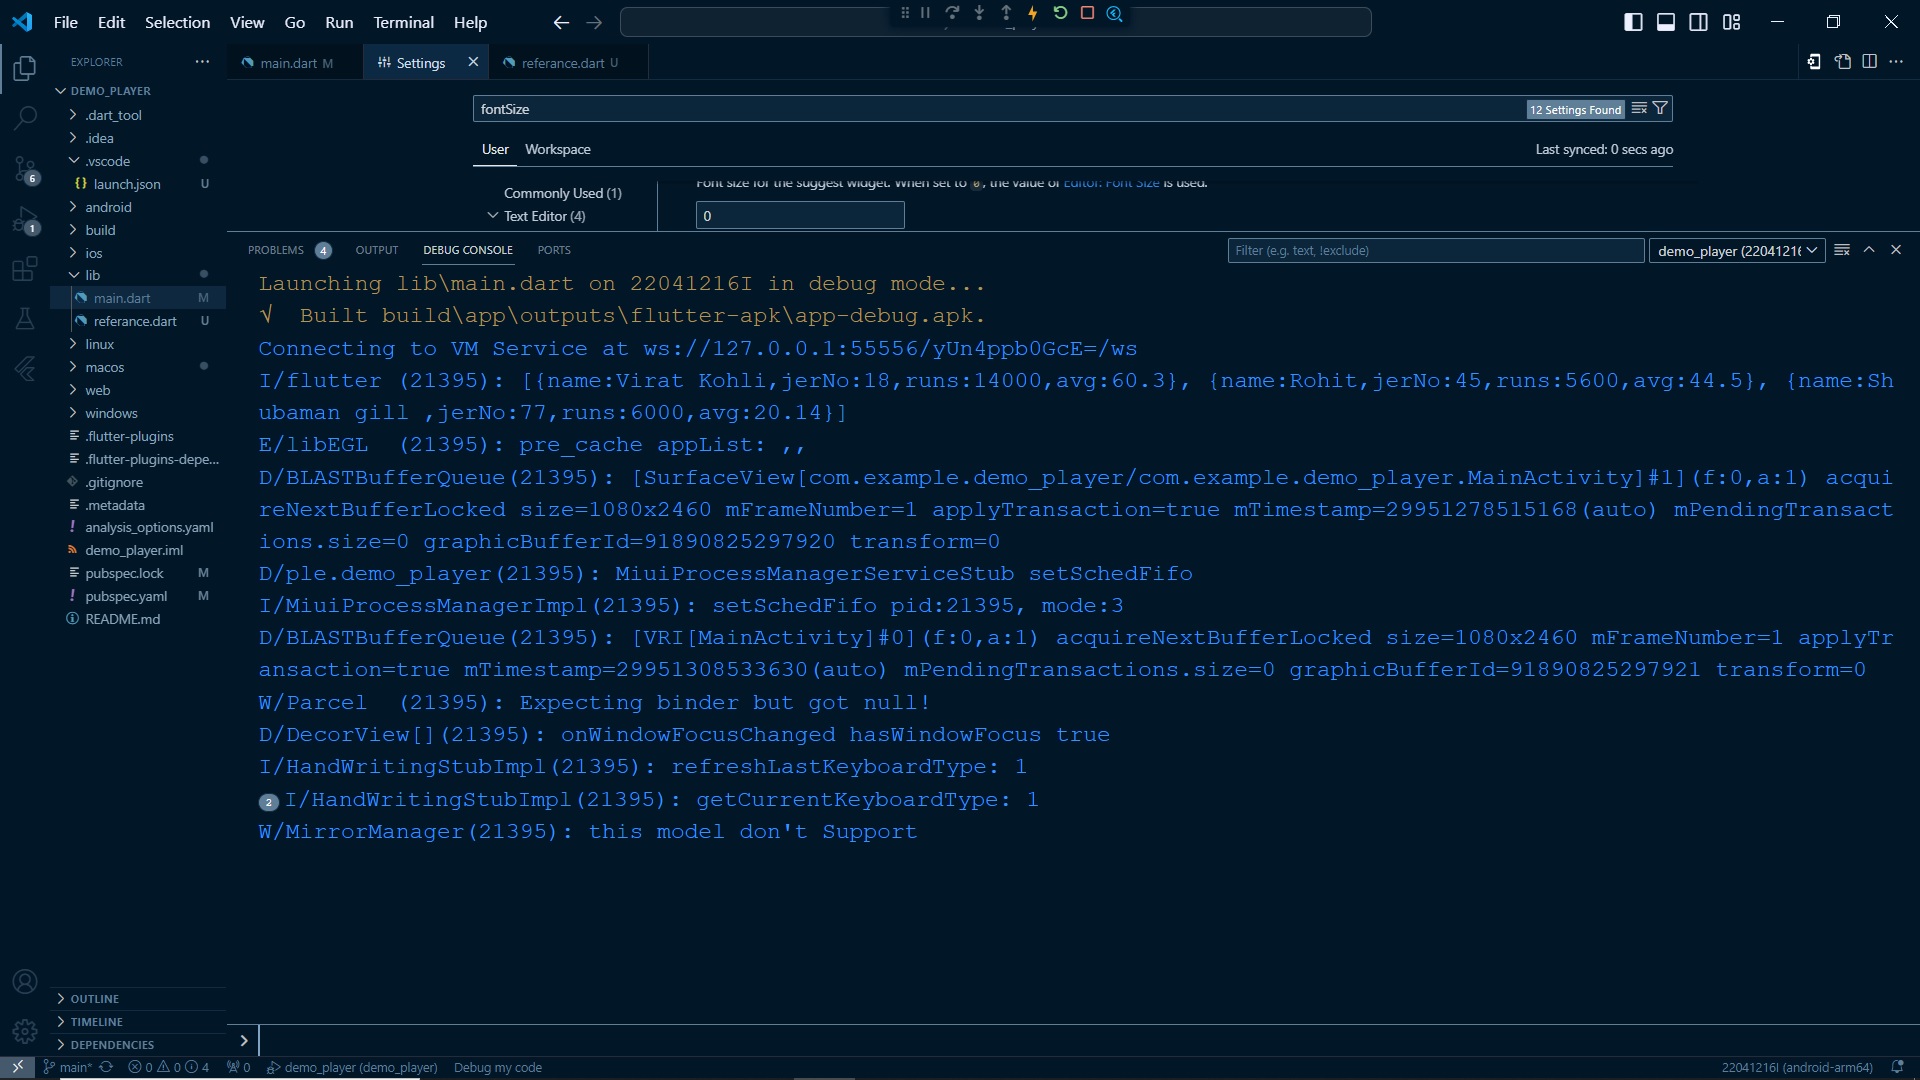 File Edit Selection View Go Run Terminal Help
EXPLORER
main.dart M
Settings
referance.dart U
DEMO_PLAYER
.dart_tool
.idea
.vscode
launch.json U
android
build
ios
lib
main.dart M
referance.dart U
linux
macos
web
windows
.flutter-plugins
.flutter-plugins-depe...
.gitignore
.metadata
analysis_options.yaml
demo_player.iml
pubspec.lock M
pubspec.yaml M
README.md
OUTLINE
TIMELINE
DEPENDENCIES
6
1
fontSize
12 Settings Found
User Workspace
Last synced: 0 secs ago
Commonly Used (1)
Text Editor (4)
Font size for the suggest widget. When set to 0, the value of Editor: Font Size is used.
0
PROBLEMS 4 OUTPUT DEBUG CONSOLE PORTS
Filter (e.g. text, !exclude)
demo_player (22041216I
Launching lib\main.dart on 22041216I in debug mode...
√ Built build\app\outputs\flutter-apk\app-debug.apk.
Connecting to VM Service at ws://127.0.0.1:55556/yUn4ppb0GcE=/ws
I/flutter (21395): [{name:Virat Kohli,jerNo:18,runs:14000,avg:60.3}, {name:Rohit,jerNo:45,runs:5600,avg:44.5}, {name:Sh
ubaman gill ,jerNo:77,runs:6000,avg:20.14}]
E/libEGL (21395): pre_cache appList: ,,
D/BLASTBufferQueue(21395): [SurfaceView[com.example.demo_player/com.example.demo_player.MainActivity]#1](f:0,a:1) acqui
reNextBufferLocked size=1080x2460 mFrameNumber=1 applyTransaction=true mTimestamp=29951278515168(auto) mPendingTransact
ions.size=0 graphicBufferId=91890825297920 transform=0
D/ple.demo_player(21395): MiuiProcessManagerServiceStub setSchedFifo
I/MiuiProcessManagerImpl(21395): setSchedFifo pid:21395, mode:3
D/BLASTBufferQueue(21395): [VRI[MainActivity]#0](f:0,a:1) acquireNextBufferLocked size=1080x2460 mFrameNumber=1 applyTr
ansaction=true mTimestamp=29951308533630(auto) mPendingTransactions.size=0 graphicBufferId=91890825297921 transform=0
W/Parcel (21395): Expecting binder but got null!
D/DecorView[](21395): onWindowFocusChanged hasWindowFocus true
I/HandWritingStubImpl(21395): refreshLastKeyboardType: 1
2 I/HandWritingStubImpl(21395): getCurrentKeyboardType: 1
W/MirrorManager(21395): this model don't Support
main* 0 0 4 0 demo_player (demo_player) Debug my code
22041216I (android-arm64)